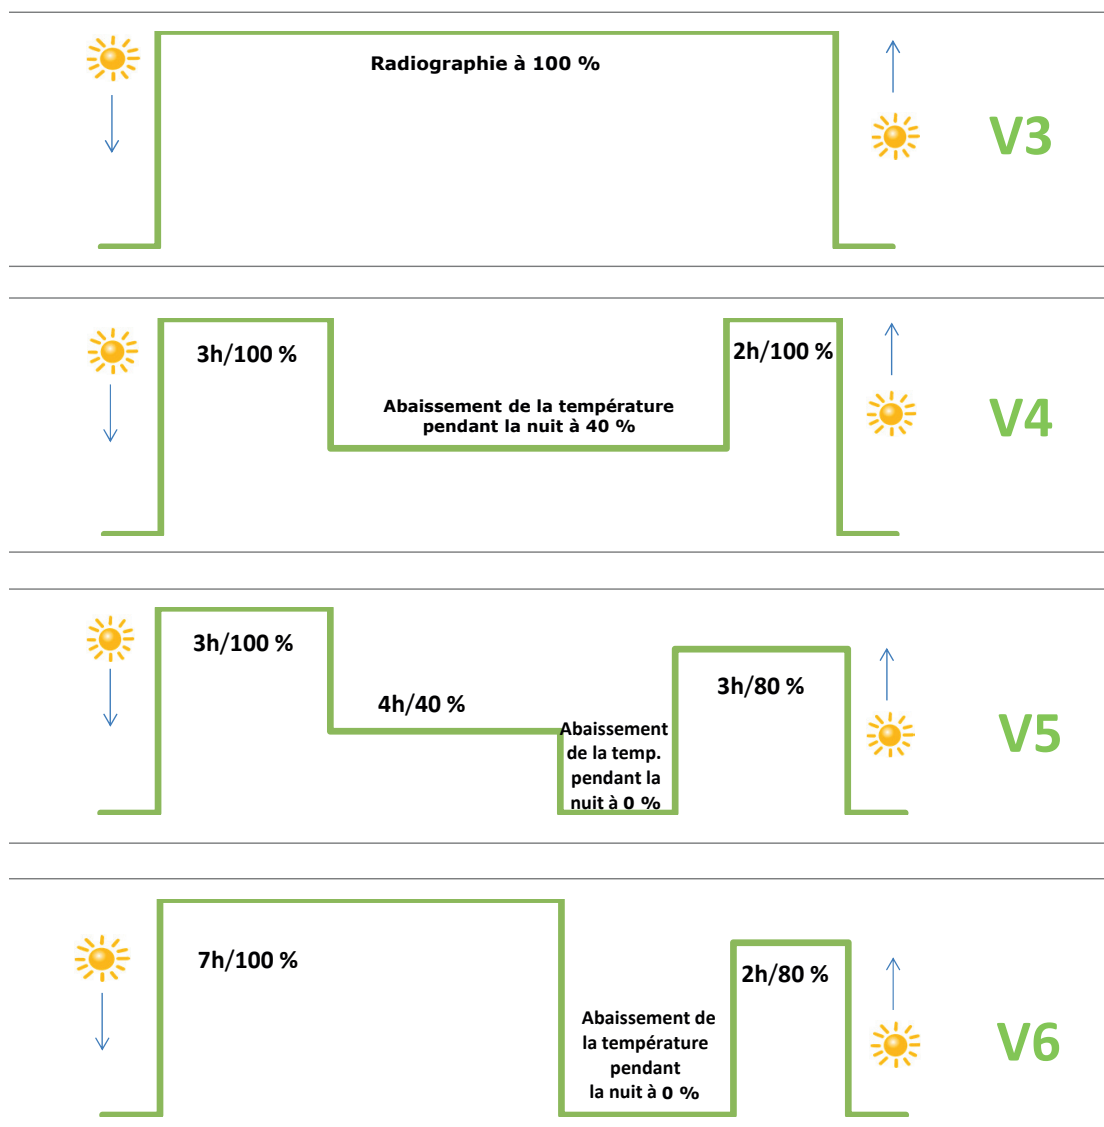 Radiographie à 100 %
V3
3h/100 %
2h/100 %
Abaissement de la température
pendant la nuit à 40 %
V4
3h/100 %
4h/40 %
3h/80 %
Abaissement
de la temp.
pendant la
nuit à 0 %
V5
7h/100 %
2h/80 %
Abaissement de
la température
pendant
la nuit à 0 %
V6